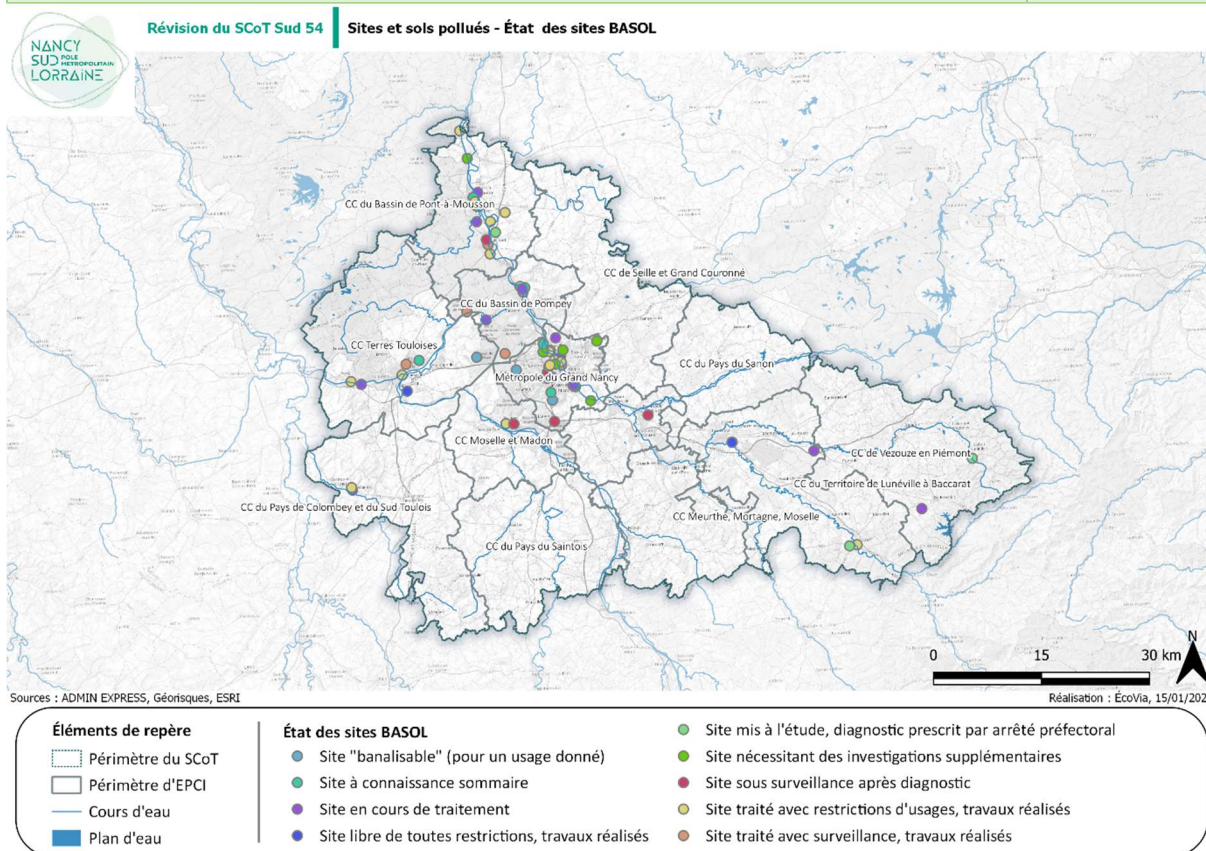 NANCY
SUD PÔLE MÉTROPOLITAIN
LORRAINE
Révision du SCoT Sud 54
Sites et sols pollués - État des sites BASOL
CC du Bassin de Pont-à-Mousson
CC de Seille et Grand Couronné
CC du Bassin de Pompey
CC Terres Touloises
CC du Pays du Sanon
Métropole du Grand Nancy
CC Moselle et Madon
CC de Vezouze en Piémont
CC du Territoire de Lunéville à Baccarat
CC du Pays de Colombey et du Sud Toulois
CC Meurthe, Mortagne, Moselle
CC du Pays du Saintois
N
0 15 30 km
Sources : ADMIN EXPRESS, Géorisques, ESRI
Réalisation : ÉcoVia, 15/01/202
Éléments de repère
Périmètre du SCoT
Périmètre d'EPCI
Cours d'eau
Plan d'eau
État des sites BASOL
Site "banalisable" (pour un usage donné)
Site à connaissance sommaire
Site en cours de traitement
Site libre de toutes restrictions, travaux réalisés
Site mis à l'étude, diagnostic prescrit par arrêté préfectoral
Site nécessitant des investigations supplémentaires
Site sous surveillance après diagnostic
Site traité avec restrictions d'usages, travaux réalisés
Site traité avec surveillance, travaux réalisés